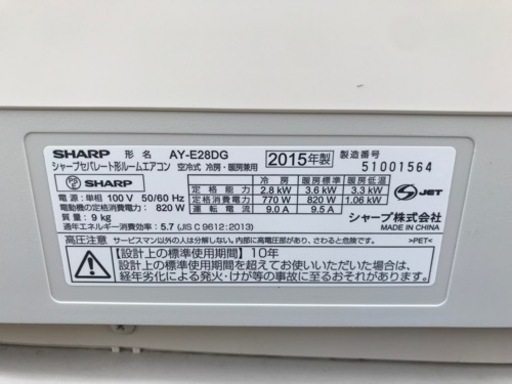 SHARP 形名 AY-E28DG 2015年製 製造番号 51001564
シャープセパレート形ルームエアコン 空冷式 冷房・暖房兼用
PS E SHARP
冷房 暖房標準 暖房低温
定格能力 2.8 kW 3.6 kW 3.3 kW
定格消費電力 770 W 820 W 1.06 kW
運転電流 9.0 A 9.5 A
S JET
電源:単相 100 V 50/60 Hz
電動機の定格消費電力: 820 W
質量:9 kg
通年エネルギー消費効率:5.7 (JIS C 9612:2013)
シャープ株式会社
MADE IN CHINA
高圧注意 サービスマン以外の人は分解しない。内部に高電圧部があり、さわると危険です。 >PET<
【設計上の標準使用期間】10年
設計上の標準使用期間を超えてお使いいただいた場合は、
経年劣化による発火・けが等の事故に至るおそれがあります。